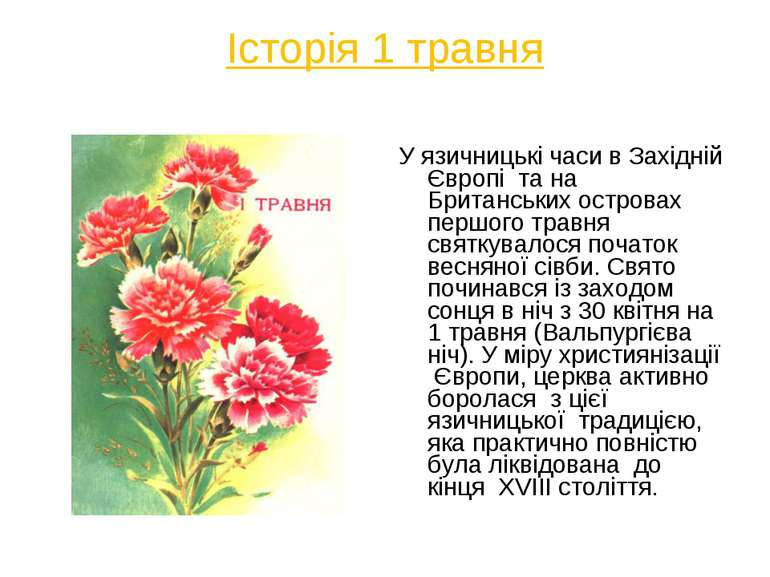 Історія 1 травня
1 ТРАВНЯ
У язичницькі часи в Західній
Європі та на
Британських островах
першого травня
святкувалося початок
весняної сівби. Свято
починався із заходом
сонця в ніч з 30 квітня на
1 травня (Вальпургієва
ніч). У міру християнізації
Європи, церква активно
боролася з цієї
язичницької традицією,
яка практично повністю
була ліквідована до
кінця XVIII століття.